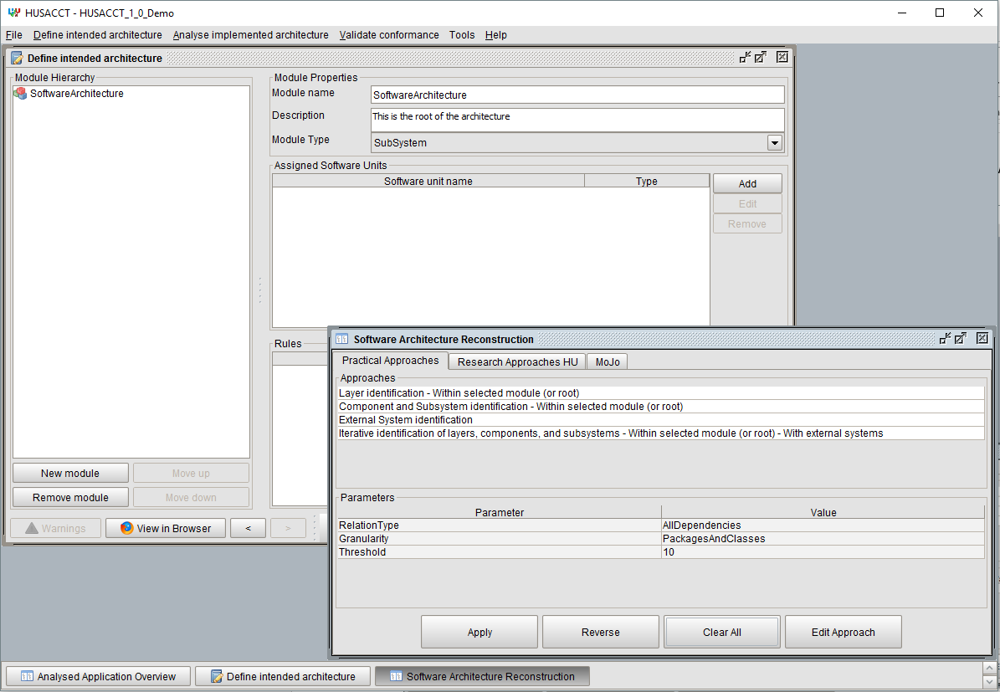 HUSACCT - HUSACCT_1_0_Demo
File Define intended architecture Analyse implemented architecture Validate conformance Tools Help
Define intended architecture
Module Hierarchy
SoftwareArchitecture
New module Move up
Remove module Move down
Warnings View in Browser < >
Module Properties
Module name SoftwareArchitecture
Description This is the root of the architecture
Module Type SubSystem
Assigned Software Units
Software unit name Type
Add
Edit
Remove
Rules
Software Architecture Reconstruction
Practical Approaches Research Approaches HU MoJo
Approaches
Layer identification - Within selected module (or root)
Component and Subsystem identification - Within selected module (or root)
External System identification
Iterative identification of layers, components, and subsystems - Within selected module (or root) - With external systems
Parameters
Parameter Value
RelationType AllDependencies
Granularity PackagesAndClasses
Threshold 10
Apply Reverse Clear All Edit Approach
Analysed Application Overview Define intended architecture Software Architecture Reconstruction